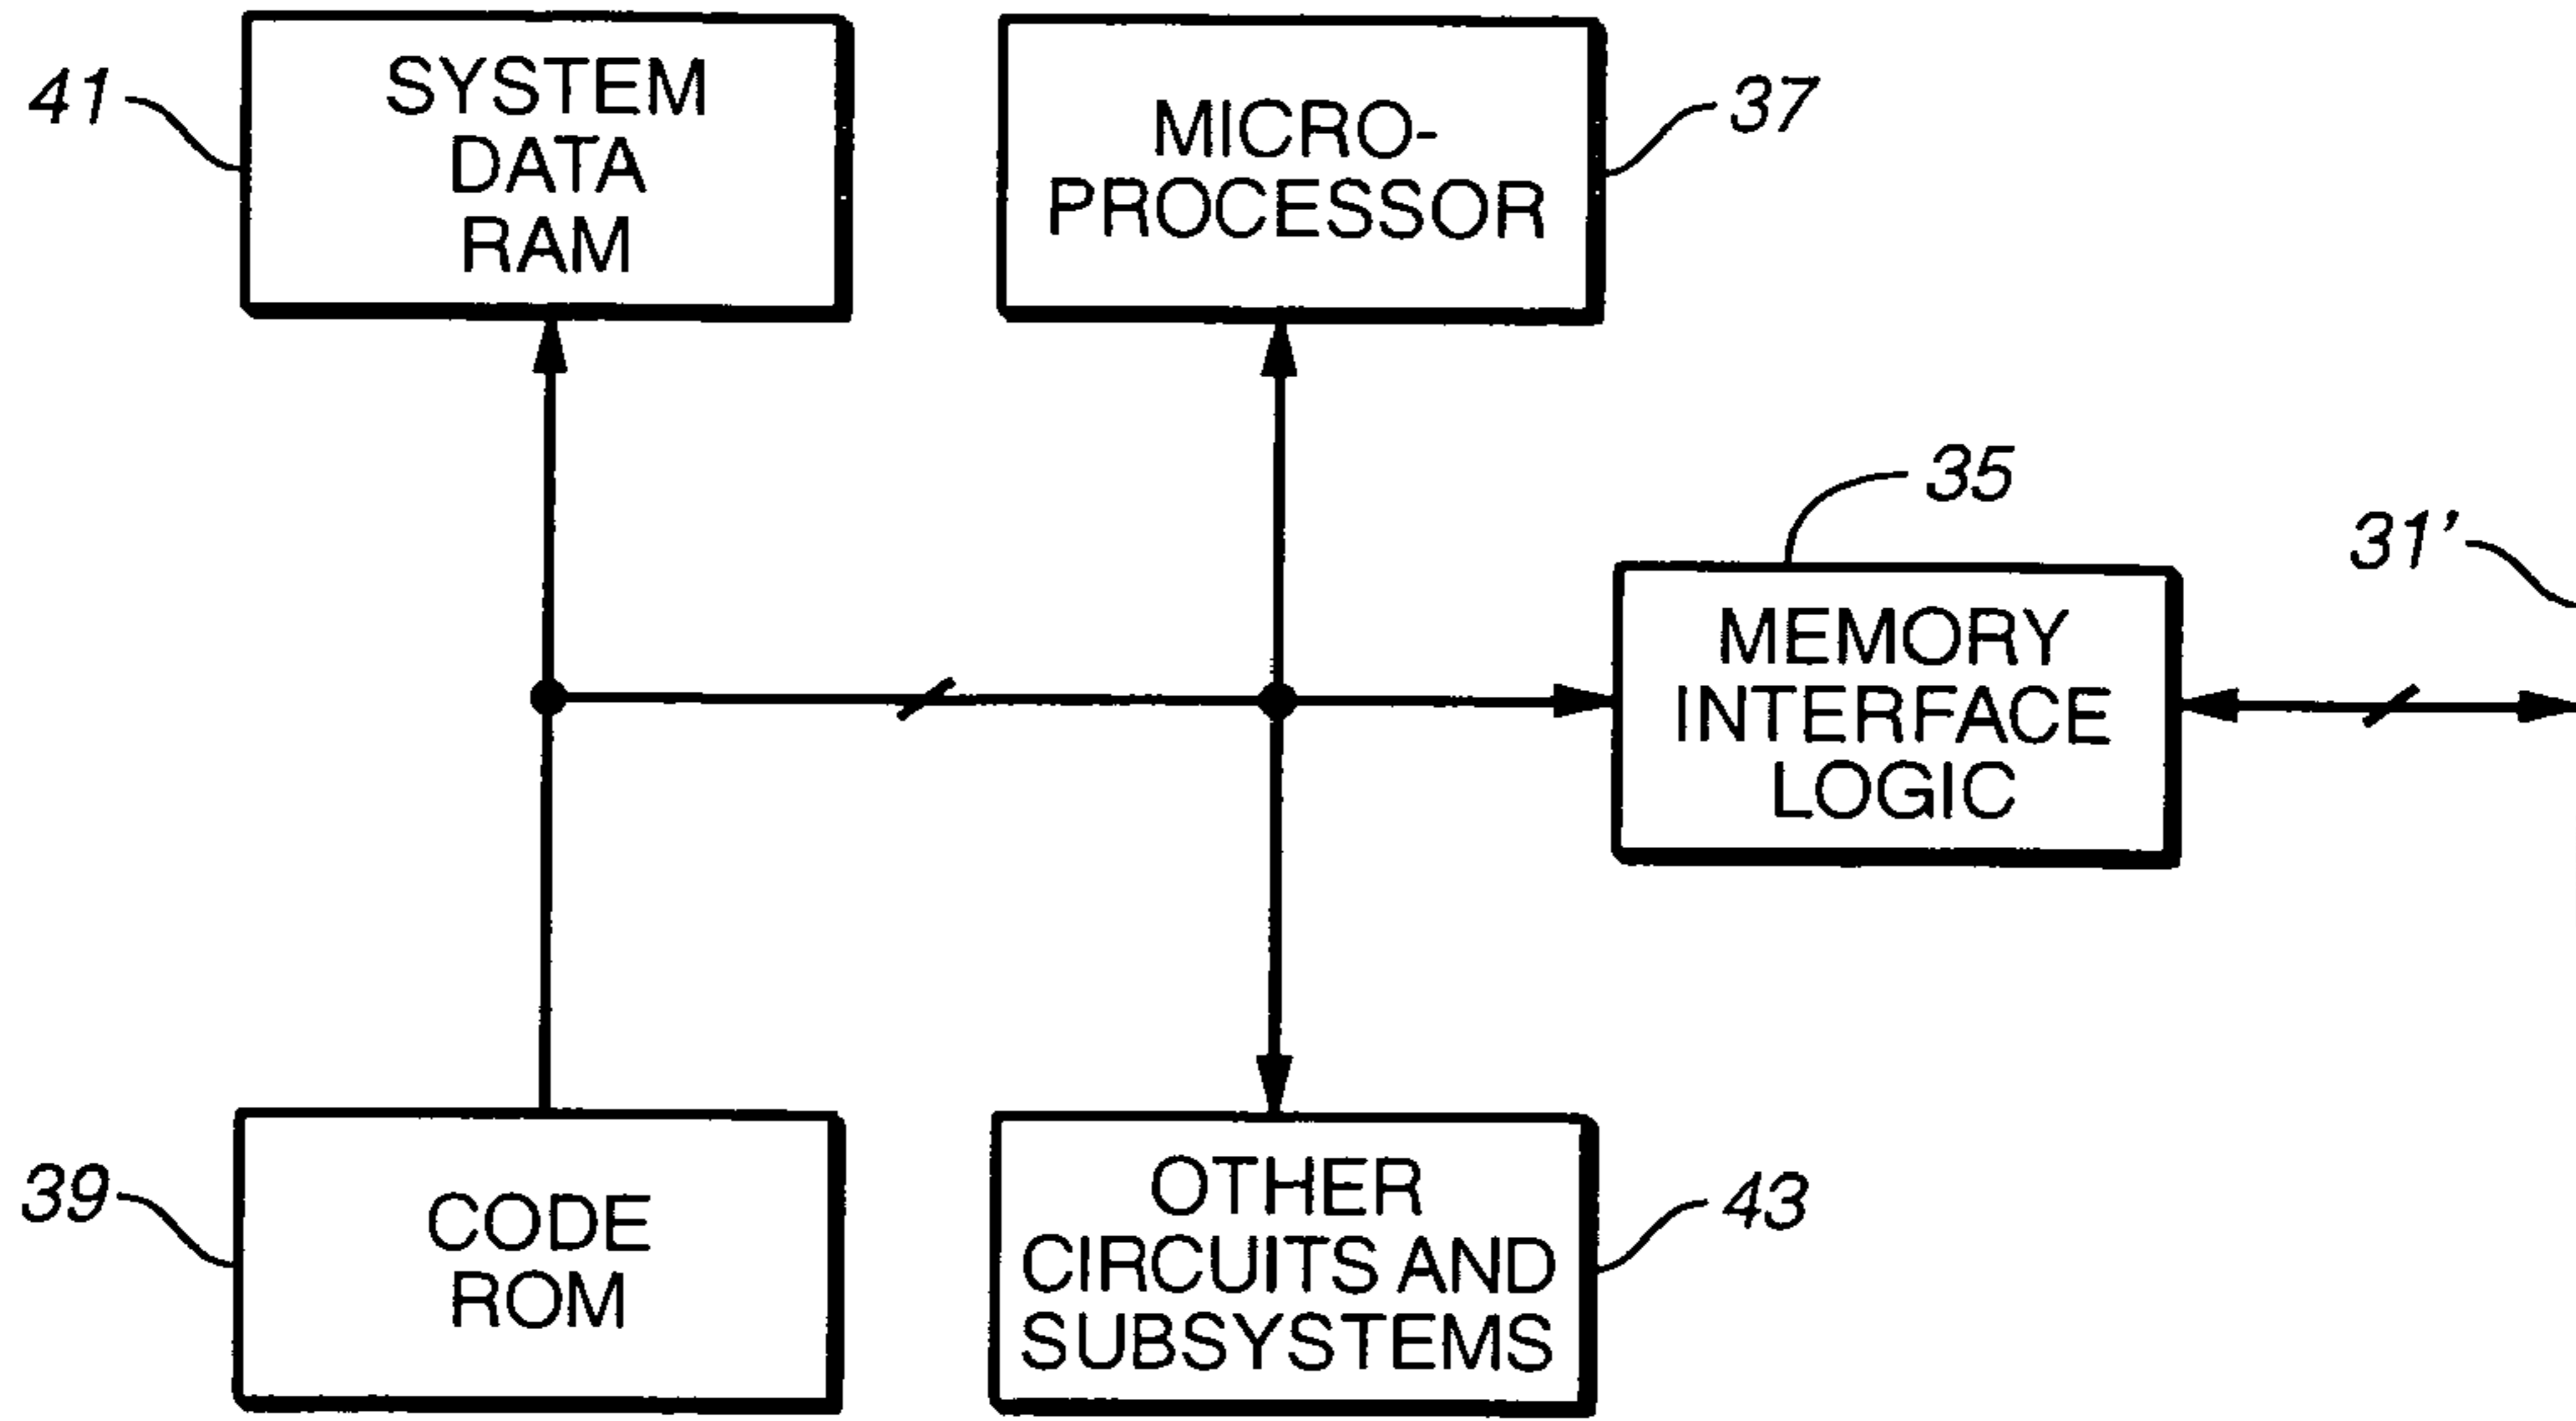 41
SYSTEM
DATA
RAM
MICRO-
PROCESSOR
37
35
31’
MEMORY
INTERFACE
LOGIC
39
CODE
ROM
OTHER
CIRCUITS AND
SUBSYSTEMS
43